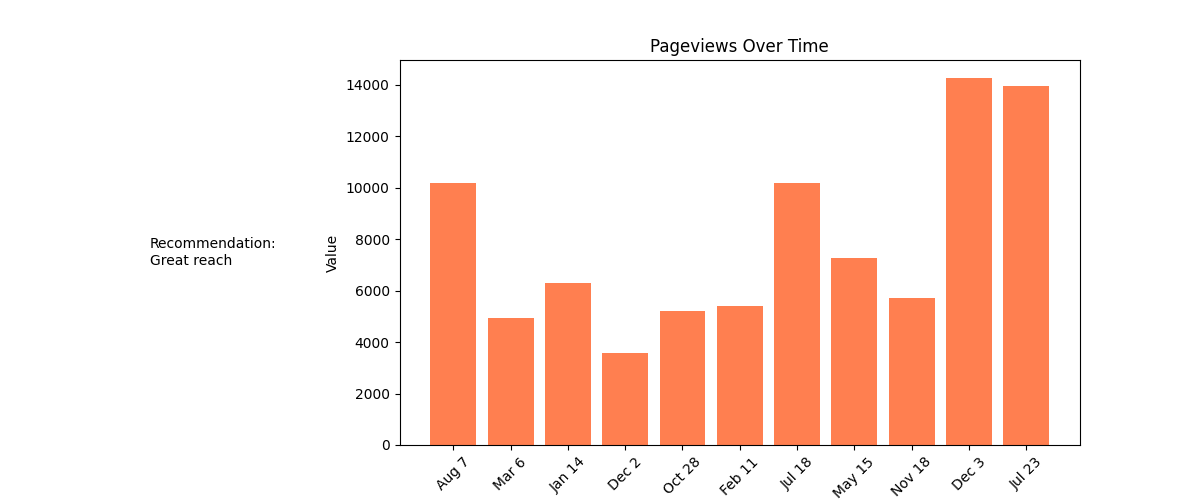 Pageviews Over Time
Recommendation:
Great reach
Value
14000
12000
10000
8000
6000
4000
2000
0
Aug 7
Mar 6
Jan 14
Dec 2
Oct 28
Feb 11
Jul 18
May 15
Nov 18
Dec 3
Jul 23